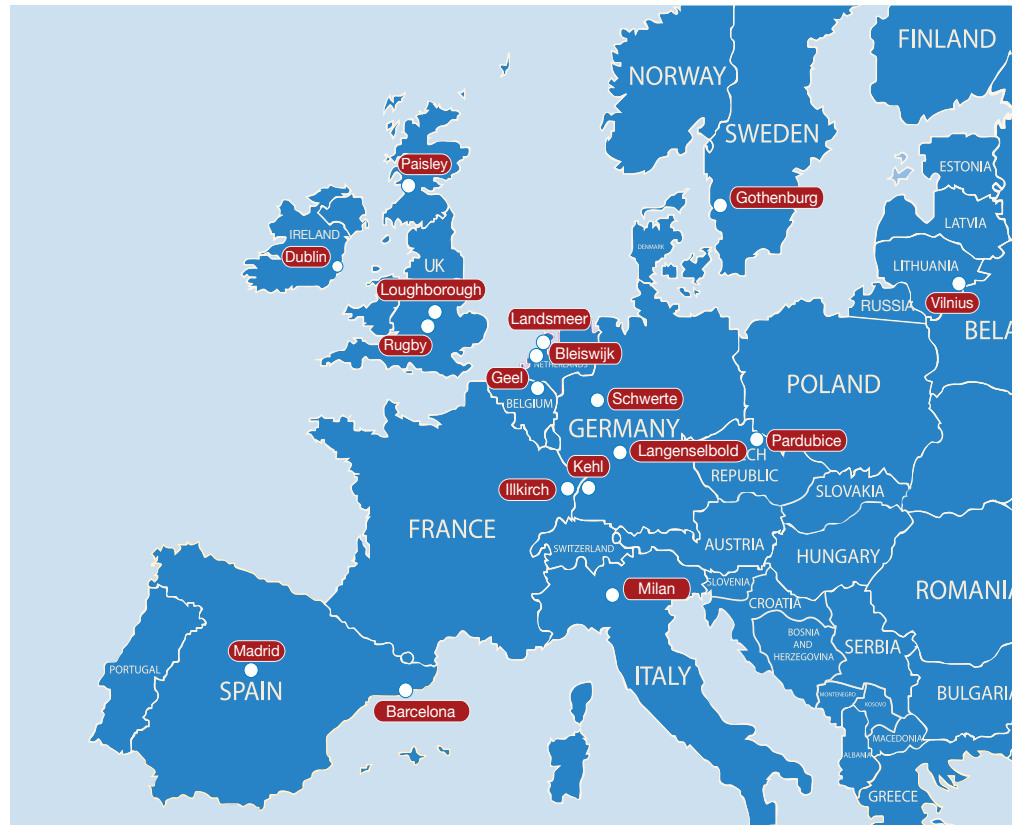 FINLAND
NORWAY
SWEDEN
Paisley
ESTONIA
Gothenburg
LATVIA
IRELAND
DENMARK
Dublin
UK
LITHUANIA
Loughborough
RUSSIA
Vilnius
Landsmeer
BELA
Rugby
Bleiswijk
NETHERLANDS
Geel
POLAND
BELGIUM
Schwerte
GERMANY
Pardubice
Langenselbold
CH
REPUBLIC
Kehl
Illkirch
SLOVAKIA
FRANCE
AUSTRIA
SWITZERLAND
HUNGARY
SLOVENIA
Milan
ROMANIA
CROATIA
BOSNIA
AND
HERZEGOVINA
SERBIA
Madrid
PORTUGAL
ITALY
SPAIN
MONTENEGRO
BULGARIA
KOSOVO
Barcelona
MACEDONIA
ALBANIA
GREECE